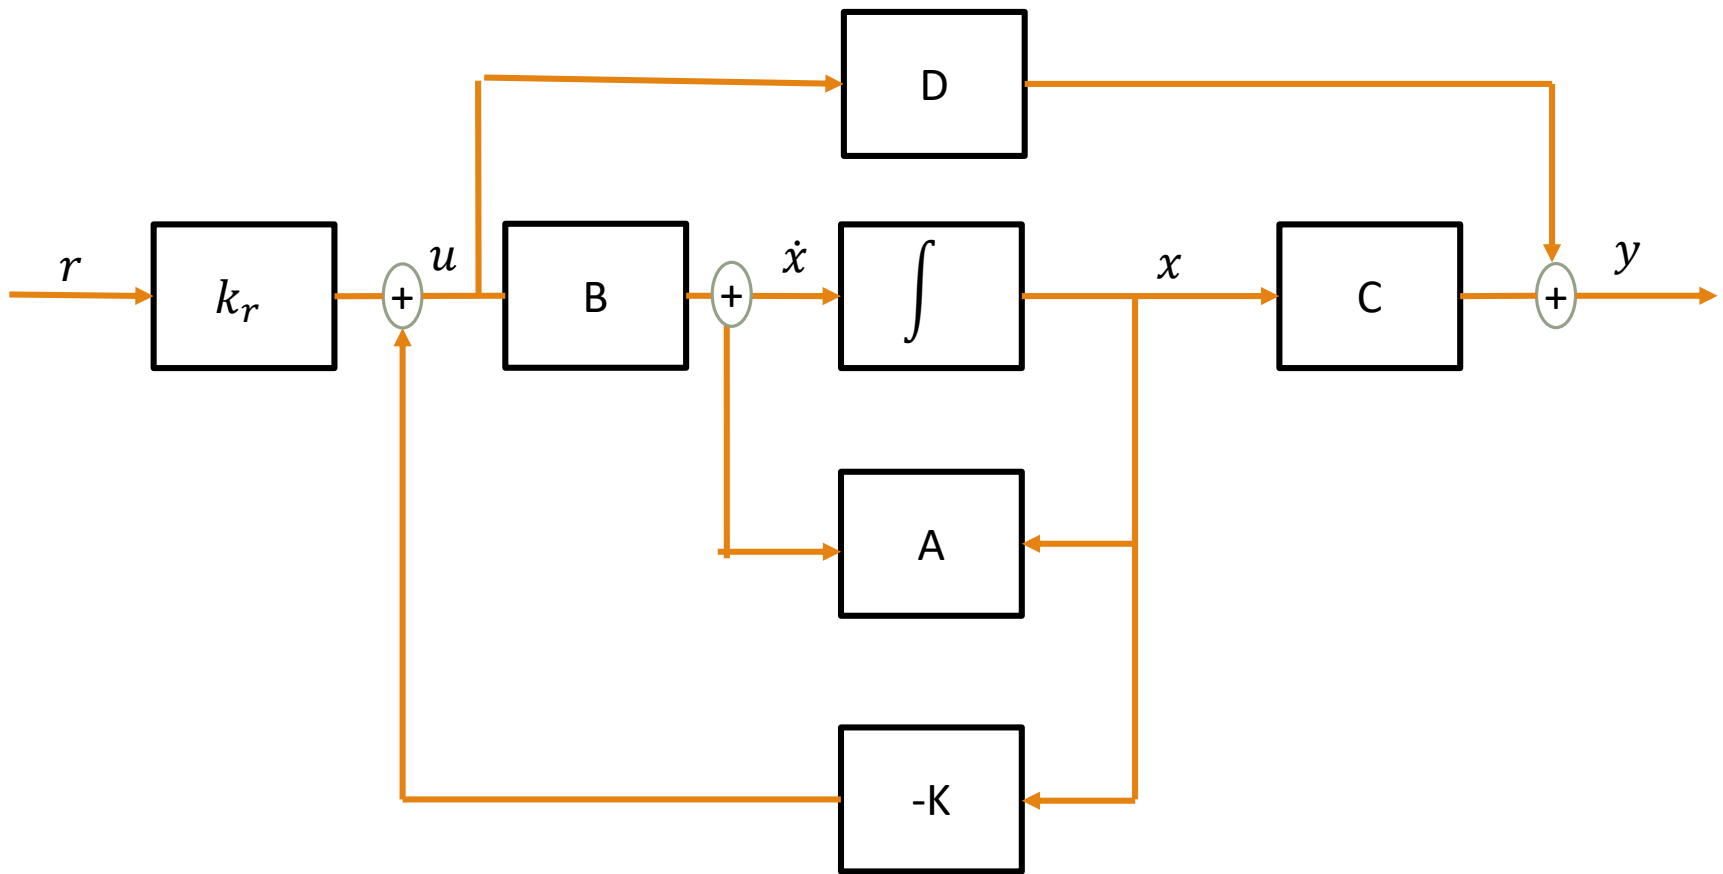 D
r
k_r
+
u
B
+
ẋ
∫
x
C
+
y
A
-K